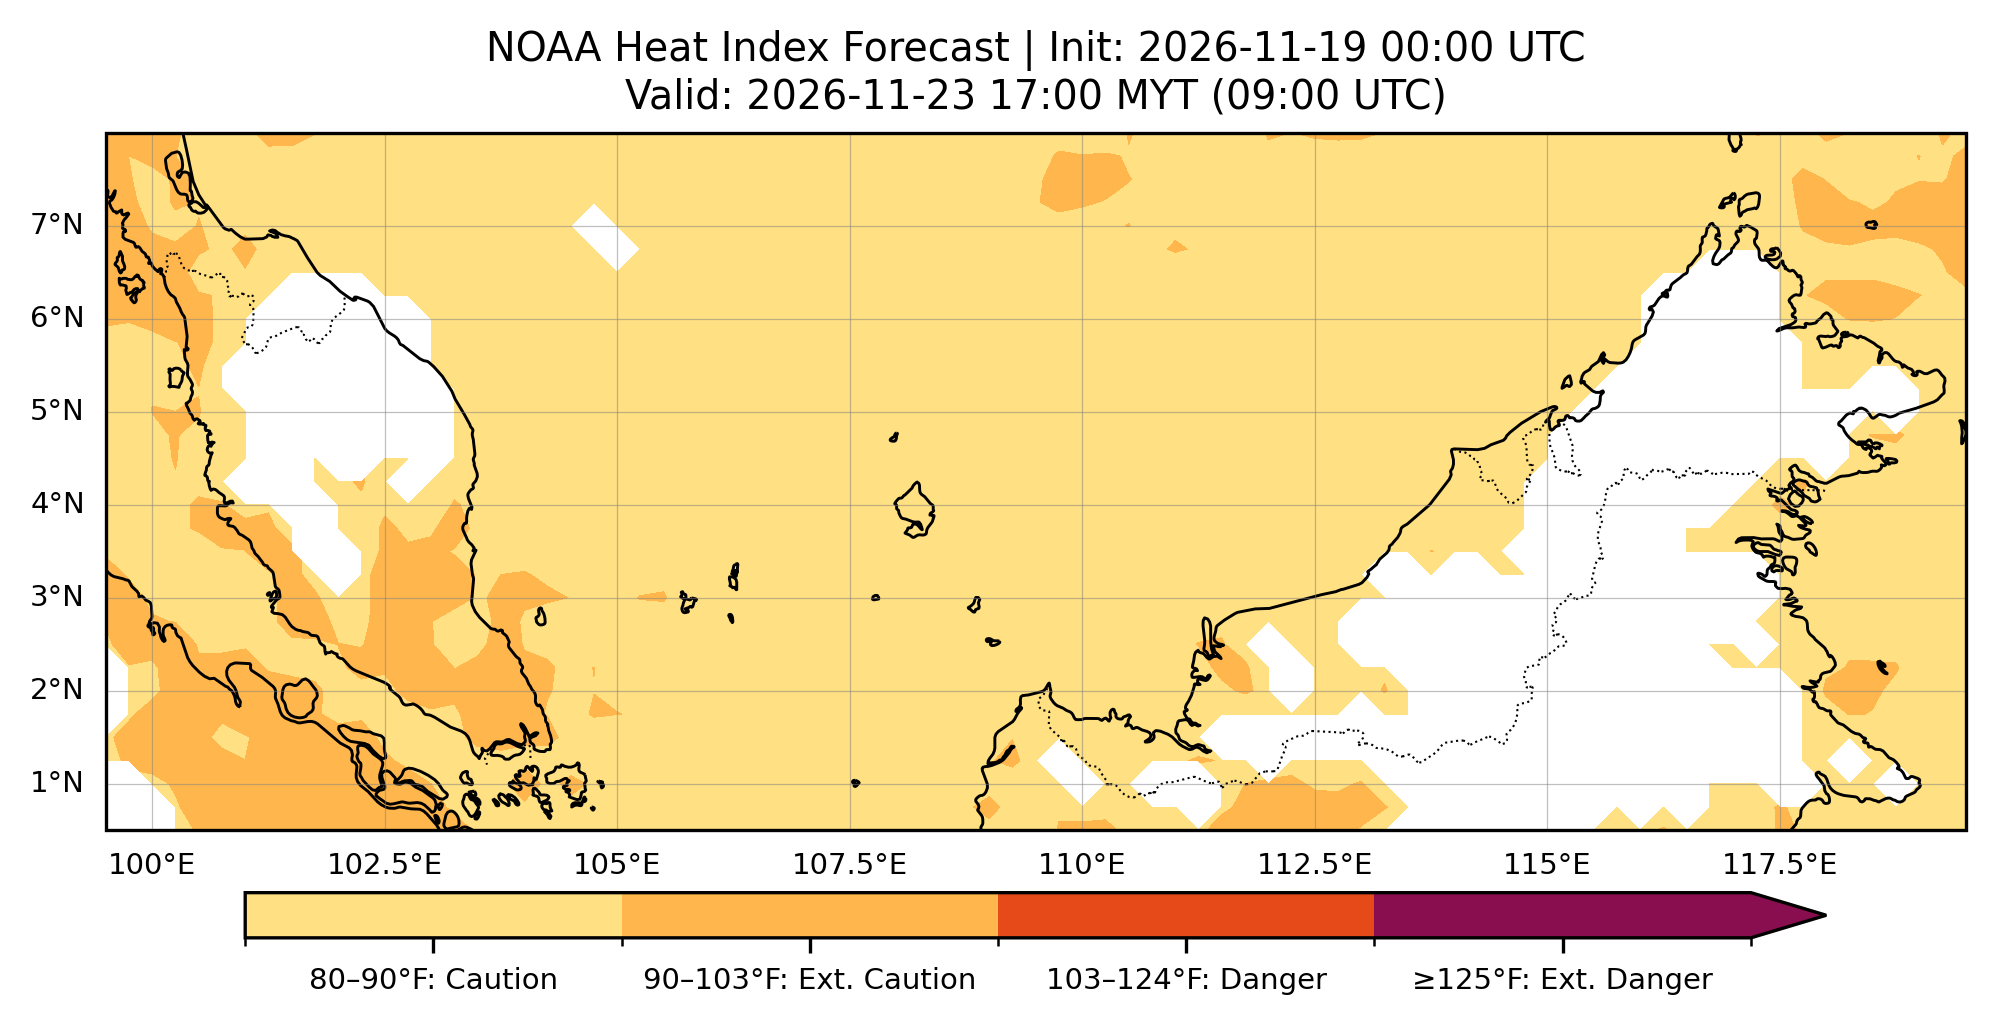 NOAA Heat Index Forecast | Init: 2026-11-19 00:00 UTC
Valid: 2026-11-23 17:00 MYT (09:00 UTC)
7°N
6°N
5°N
4°N
3°N
2°N
1°N
100°E
102.5°E
105°E
107.5°E
110°E
112.5°E
115°E
117.5°E
80–90°F: Caution
90–103°F: Ext. Caution
103–124°F: Danger
≥125°F: Ext. Danger